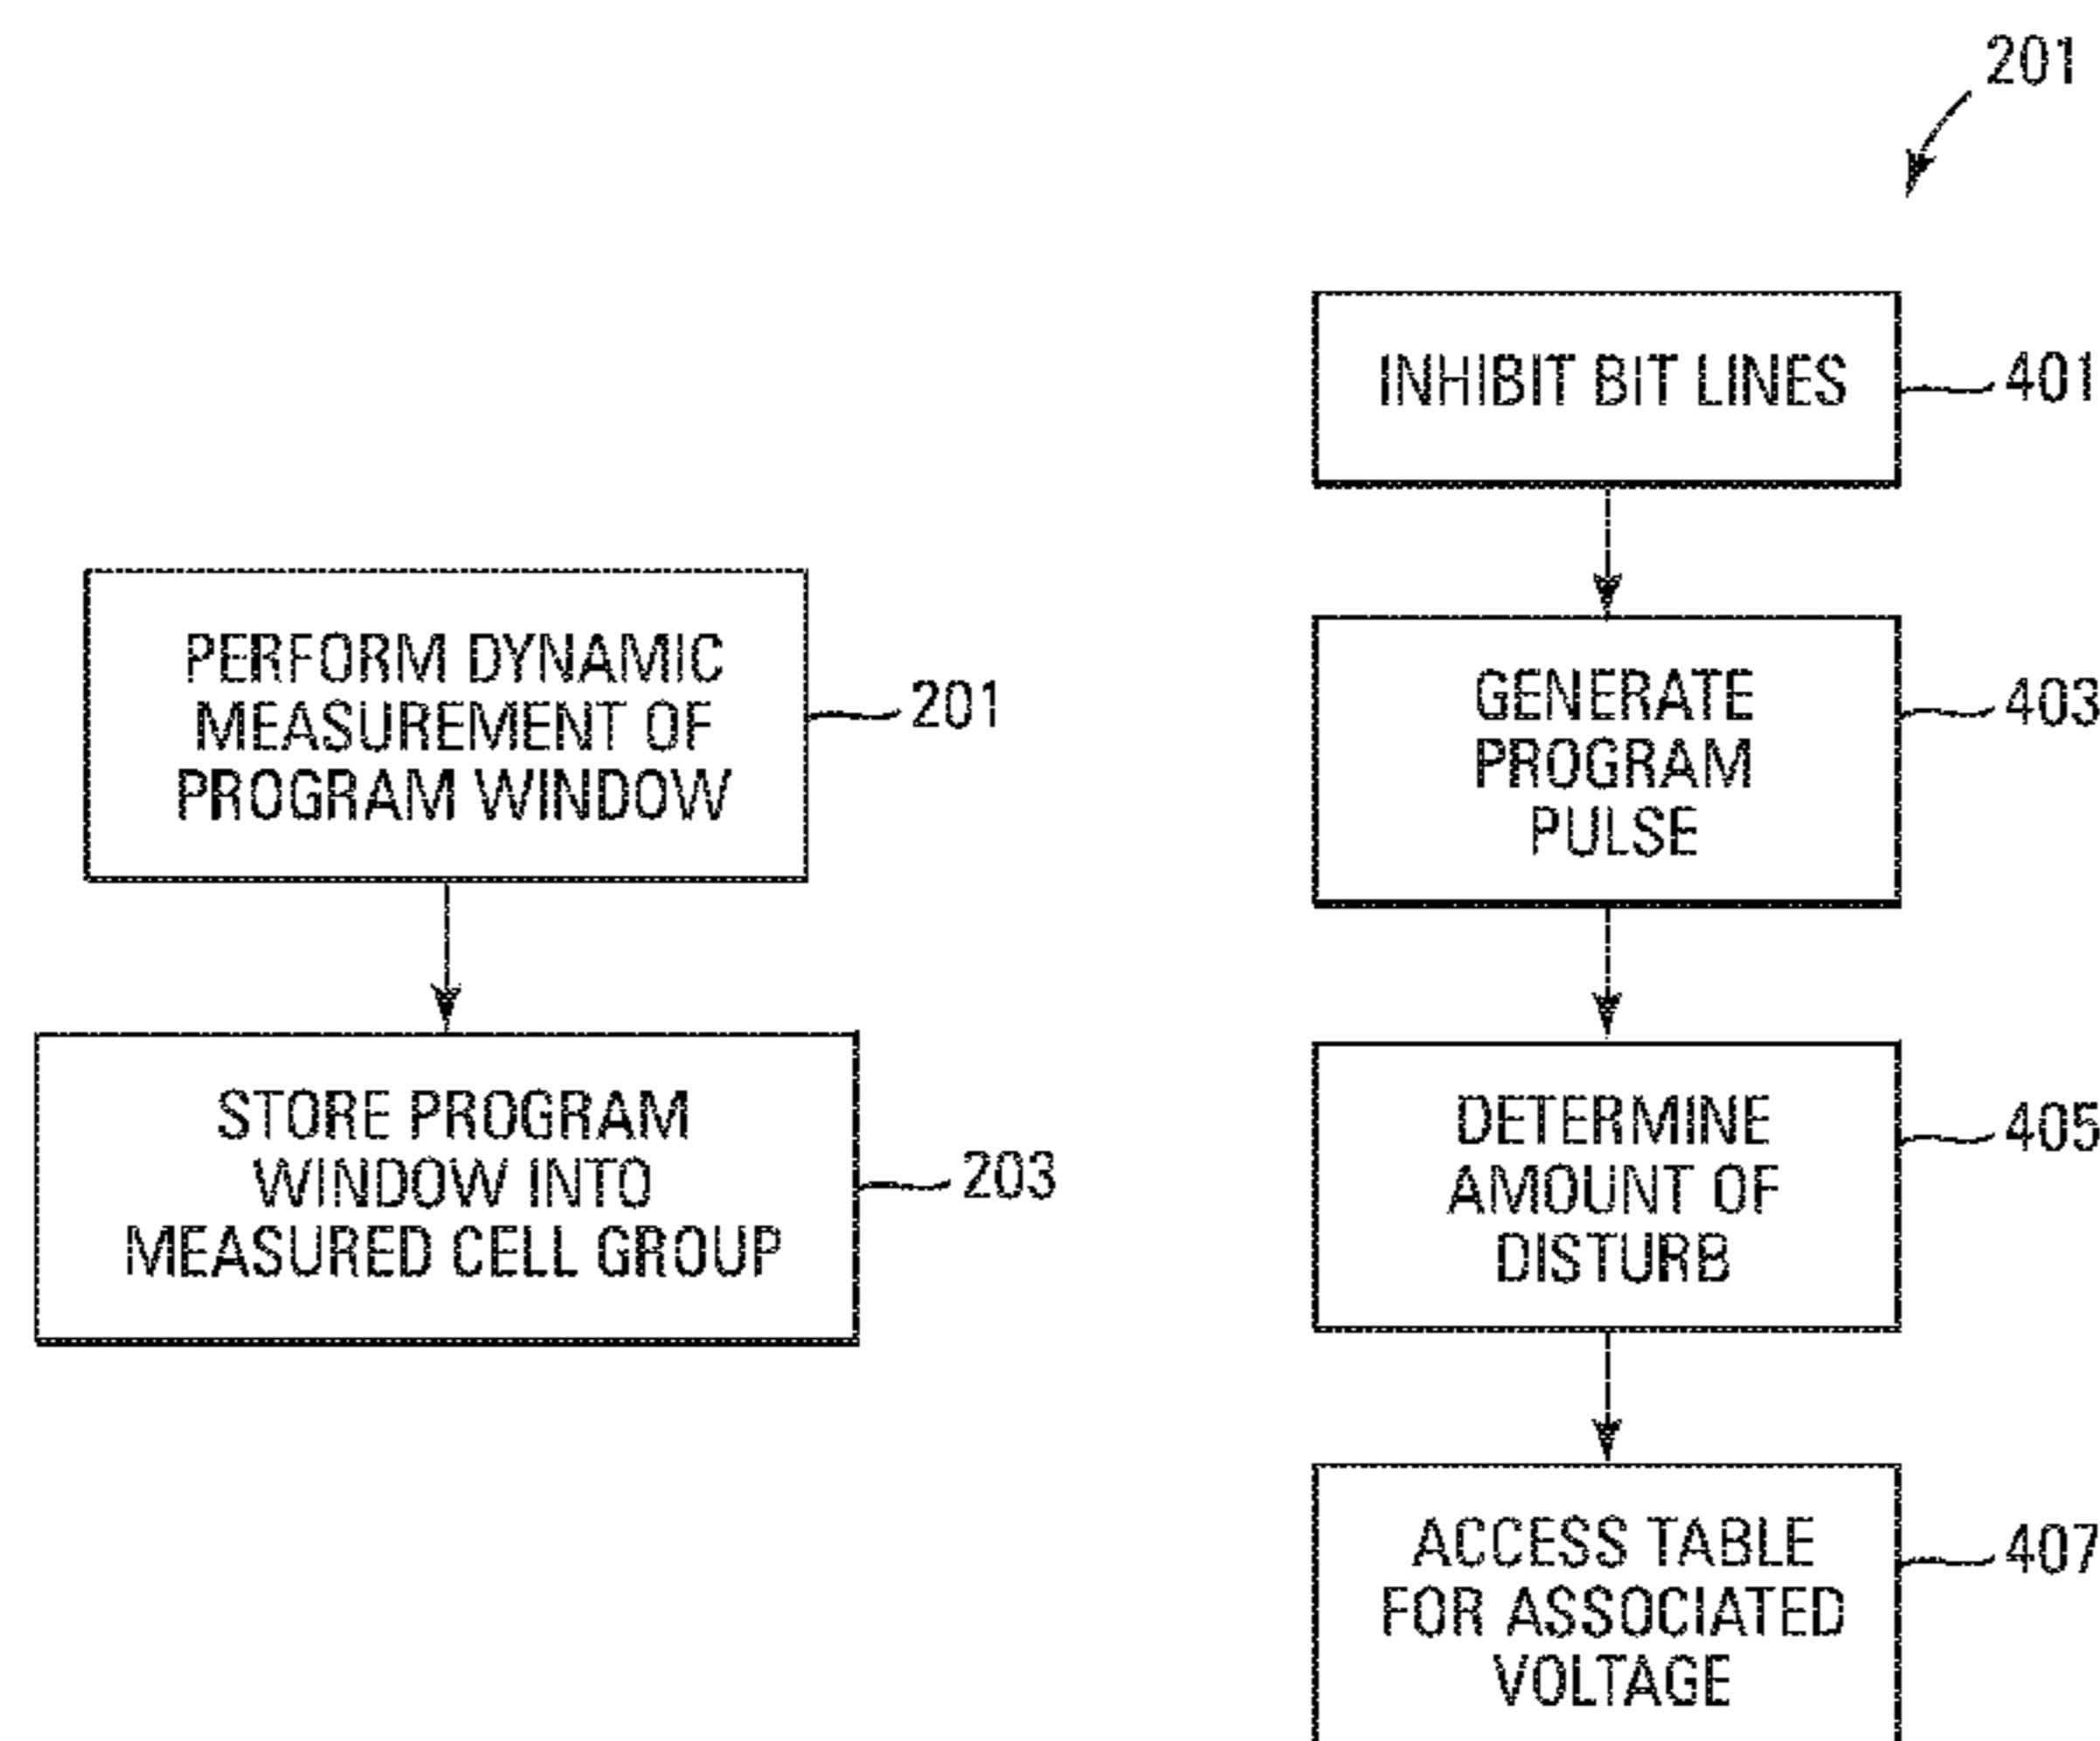 PERFORM DYNAMIC
MEASUREMENT OF
PROGRAM WINDOW
201
STORE PROGRAM
WINDOW INTO
MEASURED CELL GROUP
203
201
INHIBIT BIT LINES
401
GENERATE
PROGRAM
PULSE
403
DETERMINE
AMOUNT OF
DISTURB
405
ACCESS TABLE
FOR ASSOCIATED
VOLTAGE
407